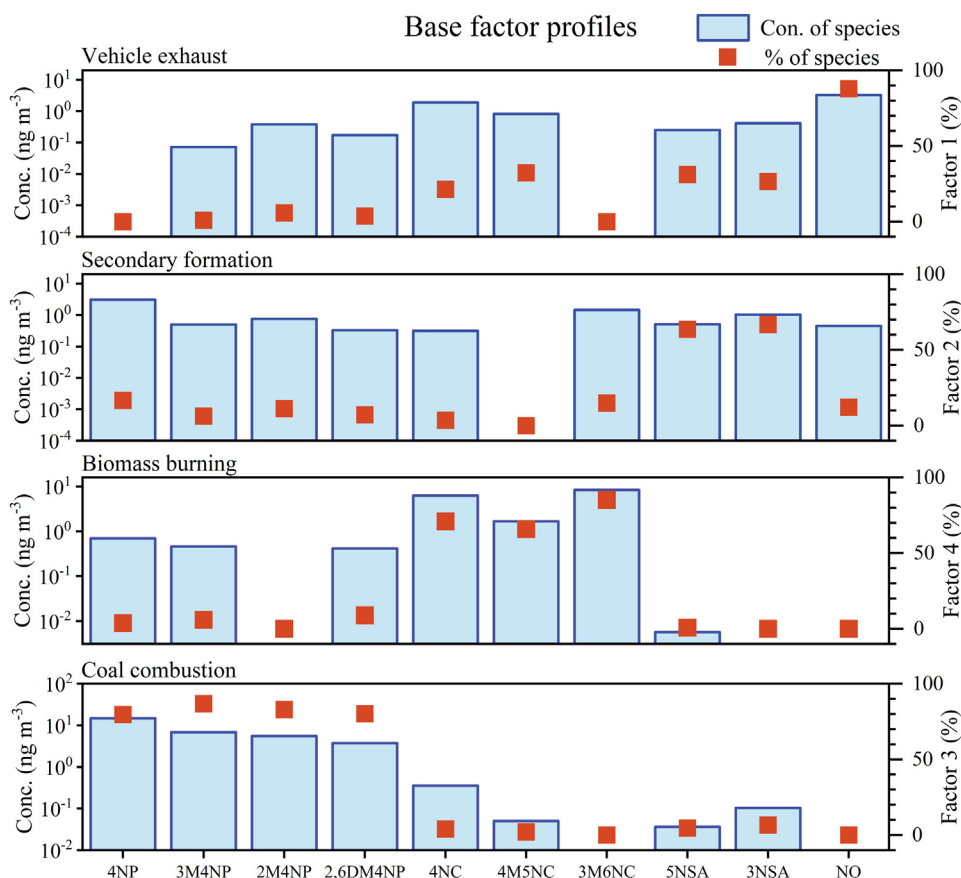 Base factor profiles
Con. of species
% of species
Vehicle exhaust
10¹
10⁰
10⁻¹
10⁻²
10⁻³
10⁻⁴
Conc. (ng m⁻³)
100
50
0
Factor 1 (%)
Secondary formation
10¹
10⁰
10⁻¹
10⁻²
10⁻³
10⁻⁴
Conc. (ng m⁻³)
100
50
0
Factor 2 (%)
Biomass burning
10¹
10⁰
10⁻¹
10⁻²
Conc. (ng m⁻³)
100
50
0
Factor 4 (%)
Coal combustion
10²
10¹
10⁰
10⁻¹
10⁻²
Conc. (ng m⁻³)
100
50
0
Factor 3 (%)
4NP 3M4NP 2M4NP 2,6DM4NP 4NC 4M5NC 3M6NC 5NSA 3NSA NO